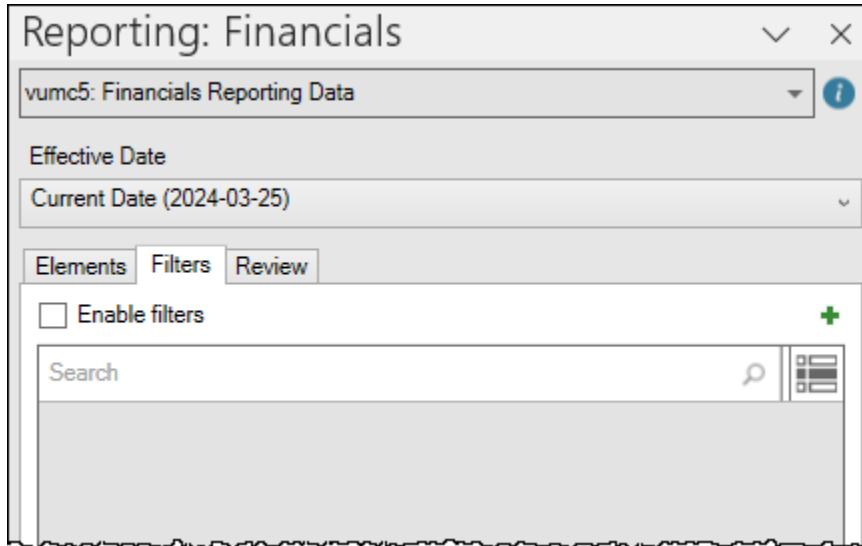 Reporting: Financials
vumc5: Financials Reporting Data
Effective Date
Current Date (2024-03-25)
Elements Filters Review
Enable filters
Search